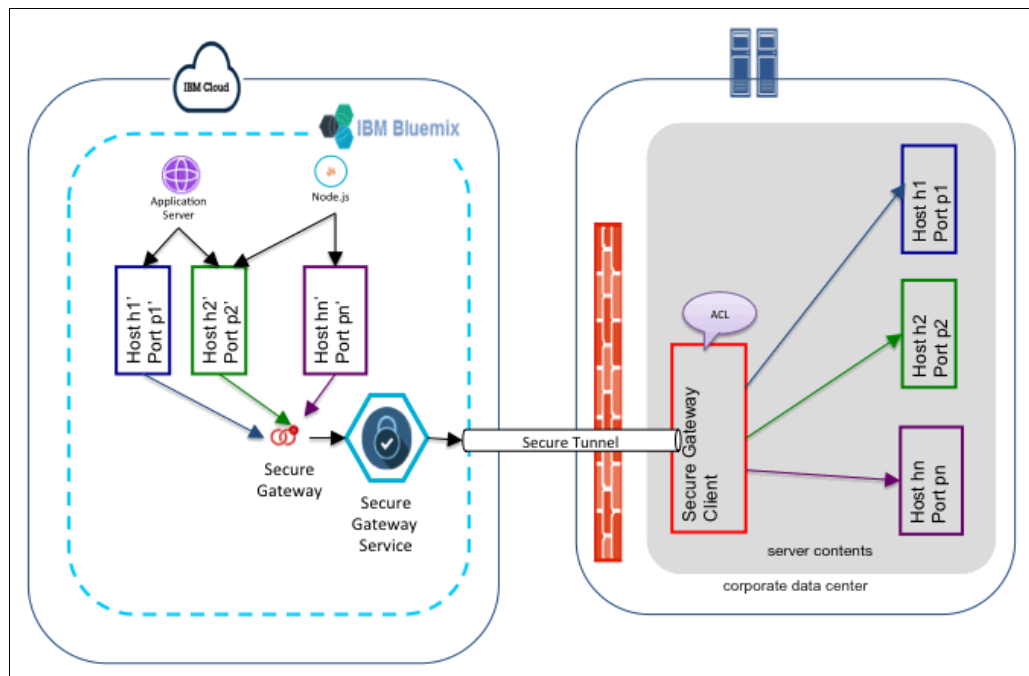 IBM Cloud
IBM Bluemix
Application
Server
Node.js
Host h1’
Port p1’
Host h2’
Port p2’
Host hn’
Port pn’
Secure
Gateway
Secure
Gateway
Service
Secure Tunnel
ACL
Secure Gateway
Client
Host h1
Port p1
Host h2
Port p2
Host hn
Port pn
server contents
corporate data center